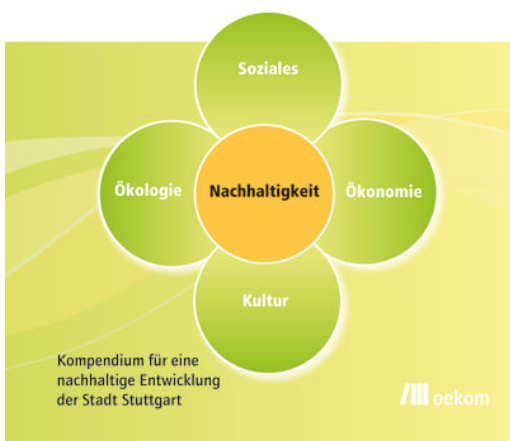 Soziales
Ökologie
Nachhaltigkeit
Ökonomie
Kultur
Kompendium für eine
nachhaltige Entwicklung
der Stadt Stuttgart
oekom